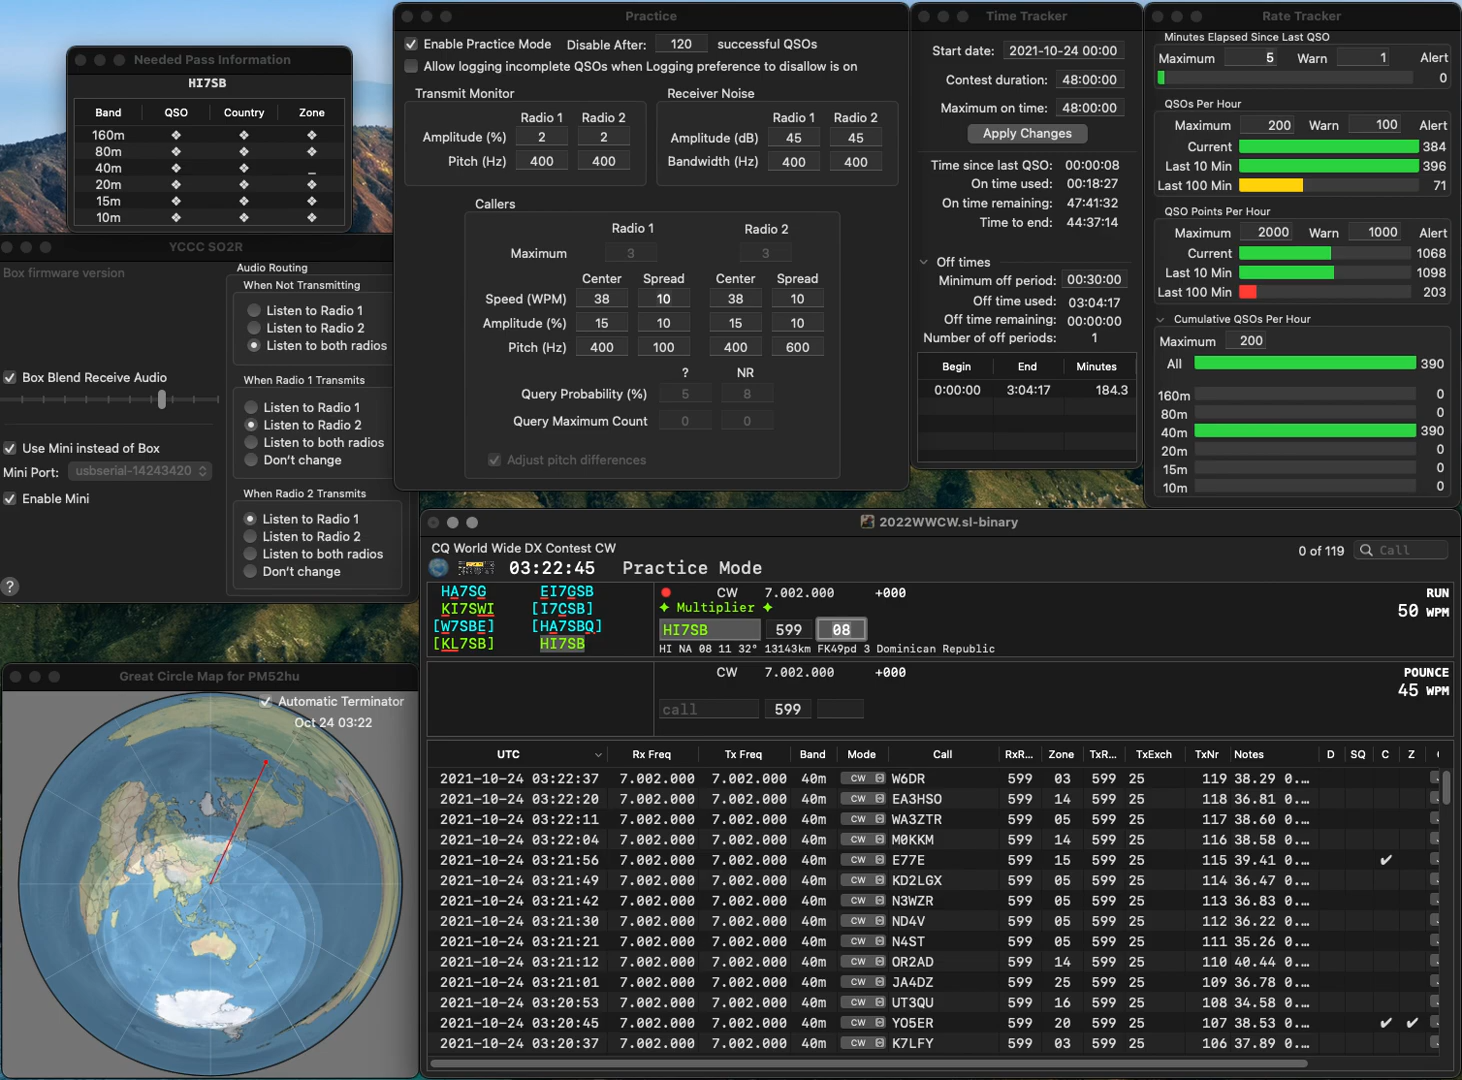 Needed Pass Information
HI7SB
Band QSO Country Zone
160m ❖ ❖ ❖
80m ❖ ❖ ❖
40m ❖ ❖ _
20m ❖ ❖ ❖
15m ❖ ❖ ❖
10m ❖ ❖ ❖
YCCC SO2R
Box firmware version
Box Blend Receive Audio
Use Mini instead of Box
Mini Port: usbserial-14243420
Enable Mini
?
Audio Routing
When Not Transmitting
Listen to Radio 1
Listen to Radio 2
Listen to both radios
When Radio 1 Transmits
Listen to Radio 1
Listen to Radio 2
Listen to both radios
Don't change
When Radio 2 Transmits
Listen to Radio 1
Listen to Radio 2
Listen to both radios
Don't change
Practice
Enable Practice Mode Disable After: 120 successful QSOs
Allow logging incomplete QSOs when Logging preference to disallow is on
Transmit Monitor
Radio 1 Radio 2
Amplitude (%) 2 2
Pitch (Hz) 400 400
Receiver Noise
Radio 1 Radio 2
Amplitude (dB) 45 45
Bandwidth (Hz) 400 400
Callers
Radio 1 Radio 2
Maximum 3 3
Center Spread Center Spread
Speed (WPM) 38 10 38 10
Amplitude (%) 15 10 15 10
Pitch (Hz) 400 100 400 600
? NR
Query Probability (%) 5 8
Query Maximum Count 0 0
Adjust pitch differences
Time Tracker
Start date: 2021-10-24 00:00
Contest duration: 48:00:00
Maximum on time: 48:00:00
Apply Changes
Time since last QSO: 00:00:08
On time used: 00:18:27
On time remaining: 47:41:32
Time to end: 44:37:14
Off times
Minimum off period: 00:30:00
Off time used: 03:04:17
Off time remaining: 00:00:00
Number of off periods: 1
Begin End Minutes
0:00:00 3:04:17 184.3
Rate Tracker
Minutes Elapsed Since Last QSO
Maximum 5 Warn 1 Alert
0
QSOs Per Hour
Maximum 200 Warn 100 Alert
Current 384
Last 10 Min 396
Last 100 Min 71
QSO Points Per Hour
Maximum 2000 Warn 1000 Alert
Current 1068
Last 10 Min 1098
Last 100 Min 203
Cumulative QSOs Per Hour
Maximum 200
All 390
160m 0
80m 0
40m 390
20m 0
15m 0
10m 0
Great Circle Map for PM52hu
Automatic Terminator
Oct 24 03:22
2022WWCW.sl-binary
CQ World Wide DX Contest CW
0 of 119 Call
03:22:45 Practice Mode
HA7SG EI7GSB
KI7SWI [I7CSB]
[W7SBE] [HA7SBQ]
[KL7SB] HI7SB
CW 7.002.000 +000 RUN
✦ Multiplier ✦ 50 WPM
HI7SB 599 08
HI NA 08 11 32° 13143km FK49pd 3 Dominican Republic
CW 7.002.000 +000 POUNCE
45 WPM
call 599
UTC Rx Freq Tx Freq Band Mode Call RxR... Zone TxR... TxExch TxNr Notes D SQ C Z
2021-10-24 03:22:37 7.002.000 7.002.000 40m CW W6DR 599 03 599 25 119 38.29 0....
2021-10-24 03:22:20 7.002.000 7.002.000 40m CW EA3HSO 599 14 599 25 118 36.81 0....
2021-10-24 03:22:11 7.002.000 7.002.000 40m CW WA3ZTR 599 05 599 25 117 38.60 0....
2021-10-24 03:22:04 7.002.000 7.002.000 40m CW M0KKM 599 14 599 25 116 38.58 0....
2021-10-24 03:21:56 7.002.000 7.002.000 40m CW E77E 599 15 599 25 115 39.41 0.... ✔
2021-10-24 03:21:49 7.002.000 7.002.000 40m CW KD2LGX 599 05 599 25 114 36.47 0....
2021-10-24 03:21:42 7.002.000 7.002.000 40m CW N3WZR 599 05 599 25 113 36.83 0....
2021-10-24 03:21:30 7.002.000 7.002.000 40m CW ND4V 599 05 599 25 112 36.22 0....
2021-10-24 03:21:21 7.002.000 7.002.000 40m CW N4ST 599 05 599 25 111 35.26 0....
2021-10-24 03:21:12 7.002.000 7.002.000 40m CW OR2AD 599 14 599 25 110 40.44 0....
2021-10-24 03:21:01 7.002.000 7.002.000 40m CW JA4DZ 599 25 599 25 109 36.78 0....
2021-10-24 03:20:53 7.002.000 7.002.000 40m CW UT3QU 599 16 599 25 108 34.58 0....
2021-10-24 03:20:45 7.002.000 7.002.000 40m CW YO5ER 599 20 599 25 107 38.53 0.... ✔ ✔
2021-10-24 03:20:37 7.002.000 7.002.000 40m CW K7LFY 599 03 599 25 106 37.89 0....